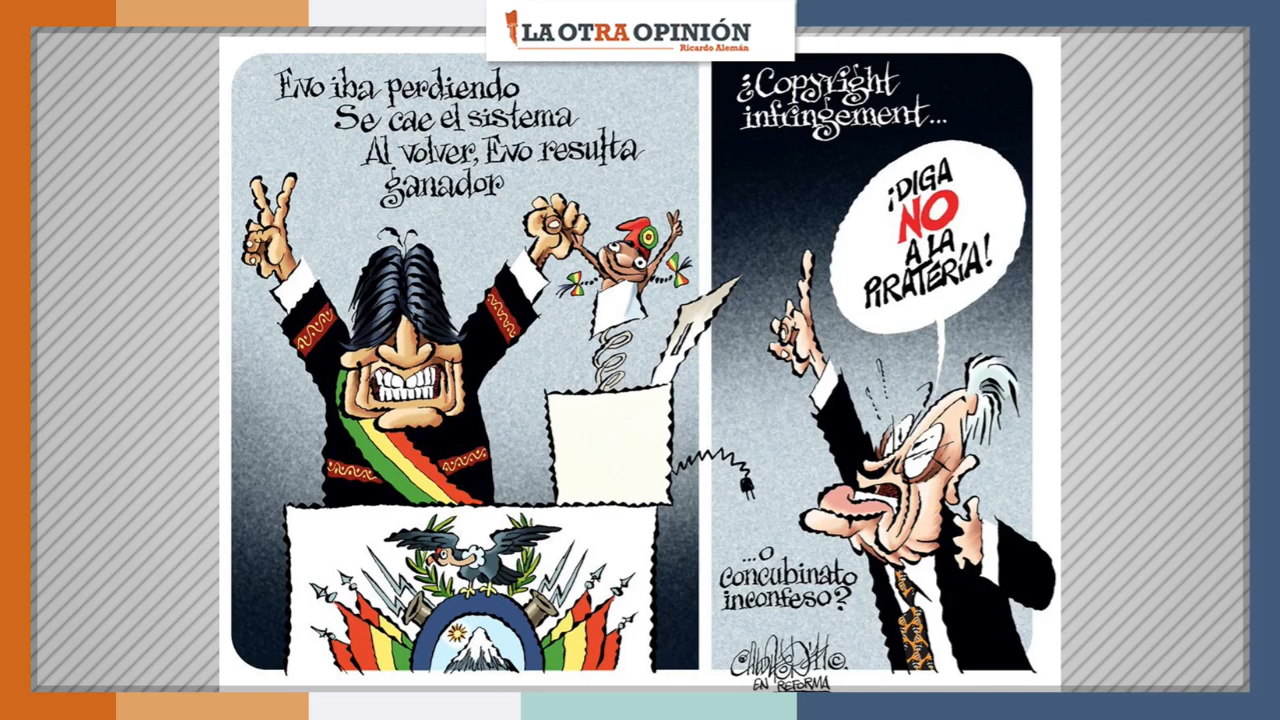 LA OTRA OPINIÓN
Ricardo Alemán
Evo iba perdiendo
Se cae el sistema
Al volver, Evo resulta
ganador
¿Copyright
infringement...
¡DIGA
NO
A LA
PIRATERÍA!
...o
concubinato
inconfeso?
EN REFORMA